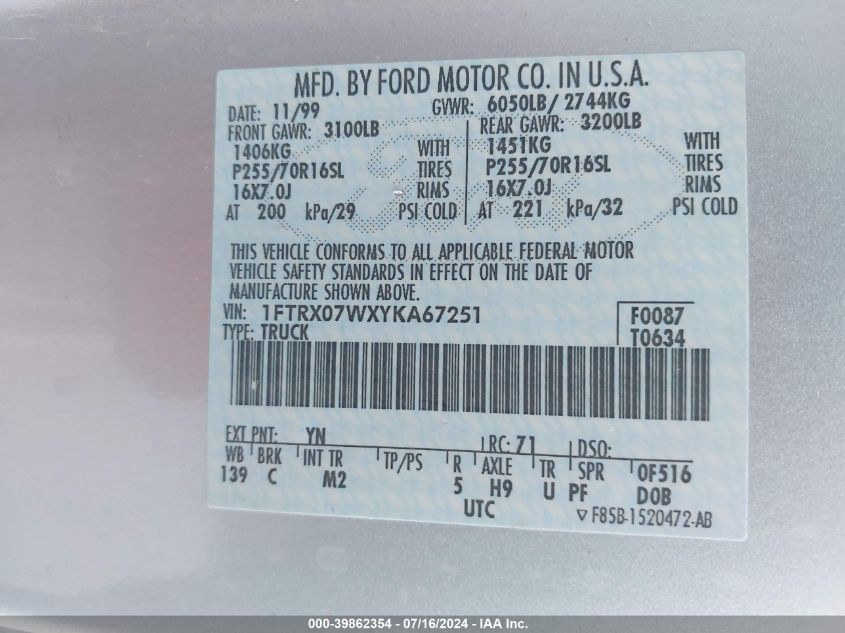 MFD. BY FORD MOTOR CO. IN U.S.A.
DATE: 11/99 GVWR: 6050LB/ 2744KG
FRONT GAWR: 3100LB REAR GAWR: 3200LB
1406KG WITH 1451KG WITH
P255/70R16SL TIRES P255/70R16SL TIRES
16X7.0J RIMS 16X7.0J RIMS
AT 200 kPa/29 PSI COLD AT 221 kPa/32 PSI COLD
THIS VEHICLE CONFORMS TO ALL APPLICABLE FEDERAL MOTOR
VEHICLE SAFETY STANDARDS IN EFFECT ON THE DATE OF
MANUFACTURE SHOWN ABOVE.
VIN: 1FTRX07WXYKA67251 F0087
TYPE: TRUCK T0634
EXT PNT: YN RC: 71 DSO:
WB BRK INT TR TP/PS R AXLE TR SPR 0F516
139 C M2 5 H9 U PF DOB
UTC ▽ F85B-1520472-AB
000-39862354 - 07/16/2024 - IAA Inc.